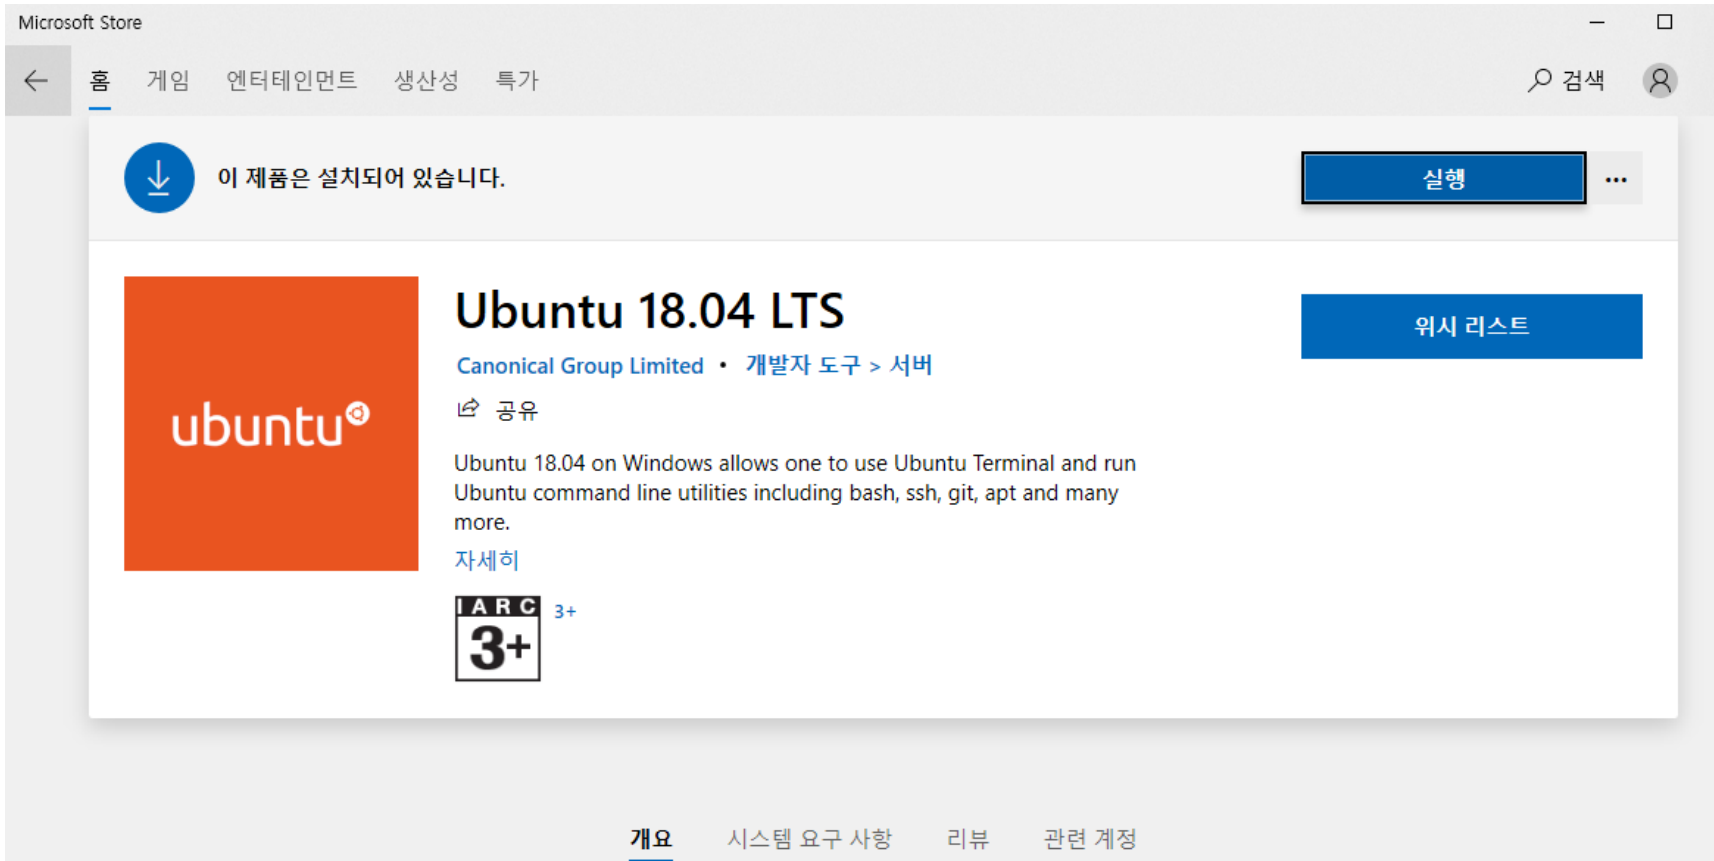 Microsoft Store
홈 게임 엔터테인먼트 생산성 특가 검색
이 제품은 설치되어 있습니다. 실행 ...
ubuntu
Ubuntu 18.04 LTS
위시 리스트
Canonical Group Limited • 개발자 도구 > 서버
공유
Ubuntu 18.04 on Windows allows one to use Ubuntu Terminal and run
Ubuntu command line utilities including bash, ssh, git, apt and many
more.
자세히
IARC
3+
3+
개요 시스템 요구 사항 리뷰 관련 계정